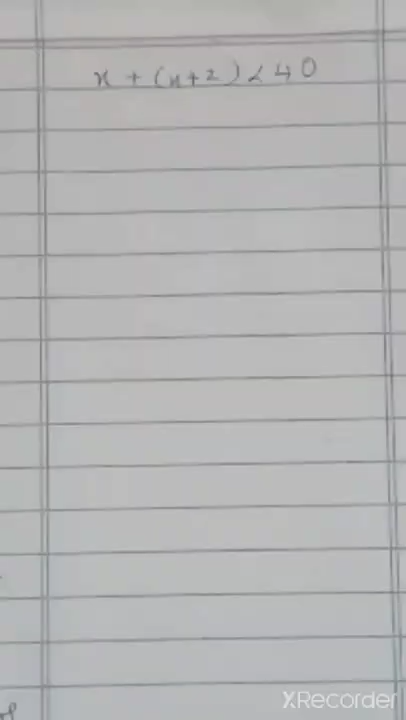 x + (x+2) < 40
XRecorder